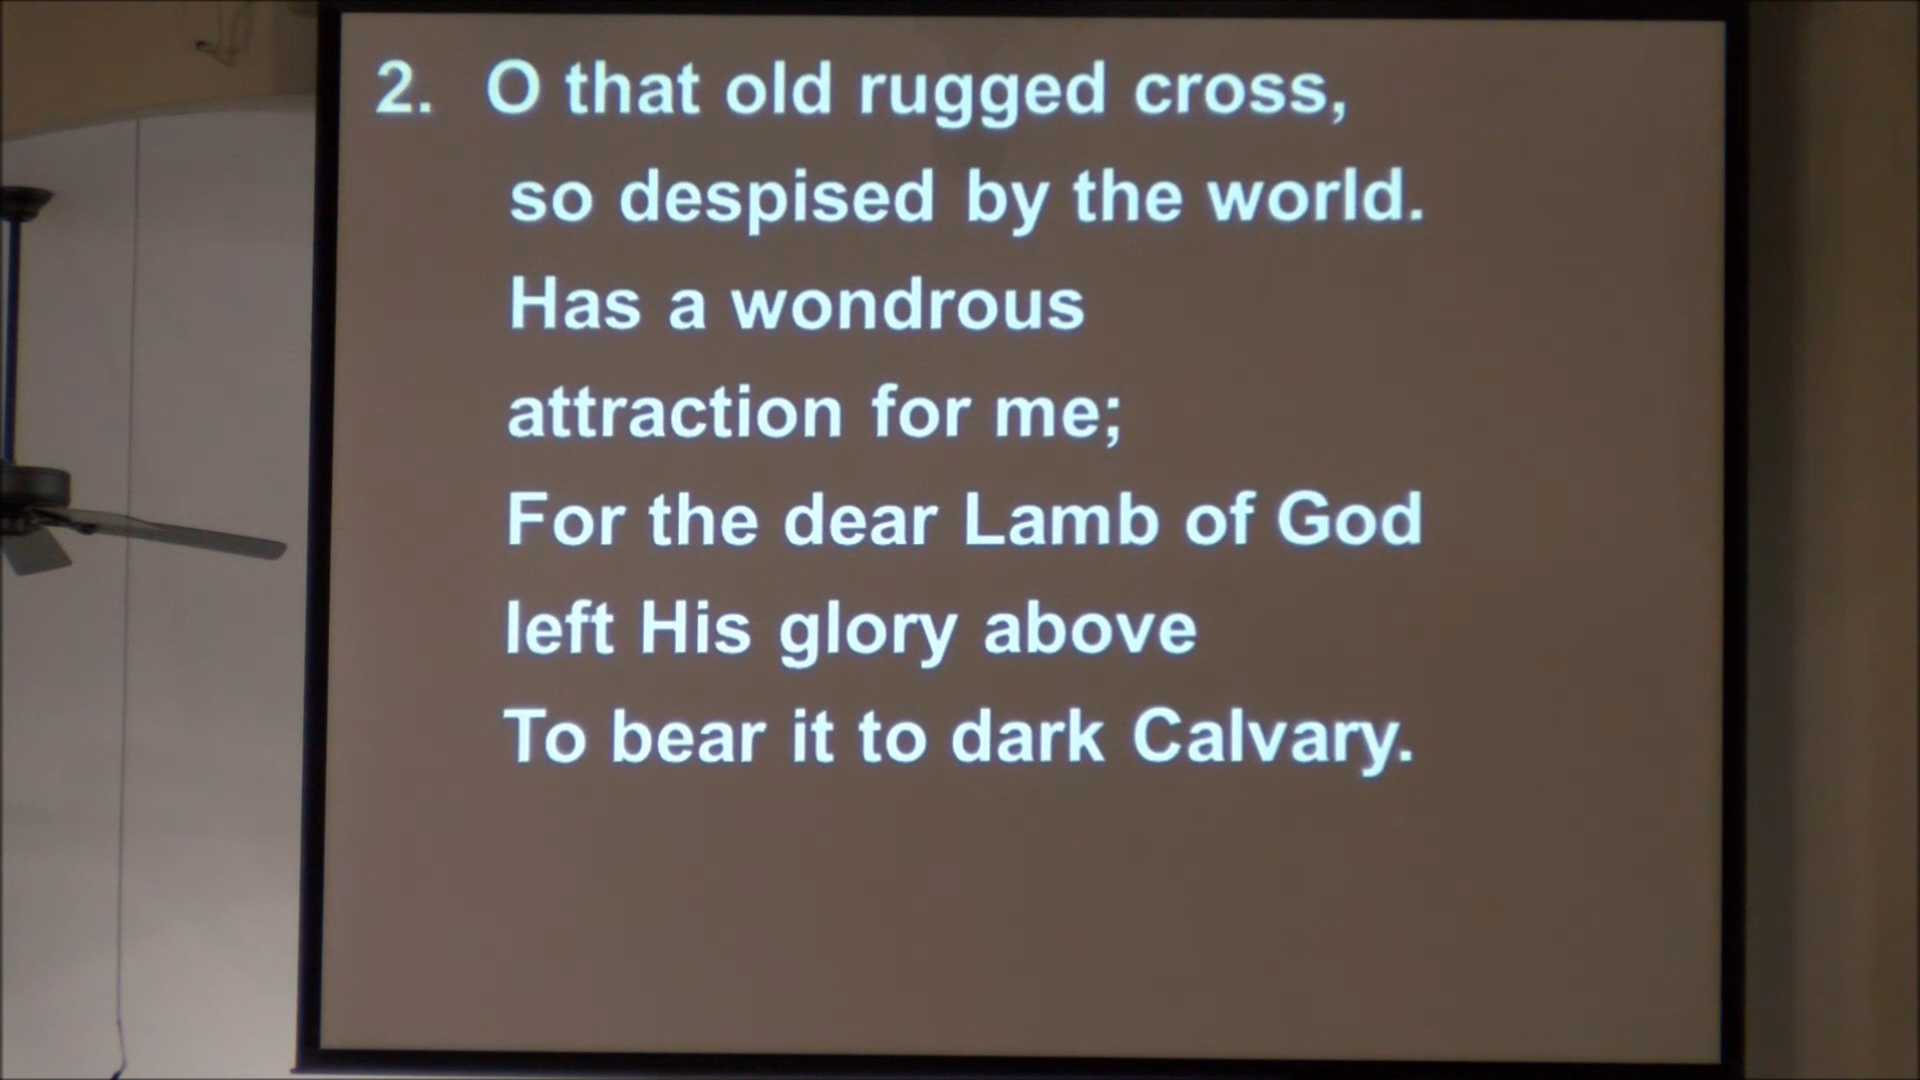 2. O that old rugged cross,
so despised by the world.
Has a wondrous
attraction for me;
For the dear Lamb of God
left His glory above
To bear it to dark Calvary.